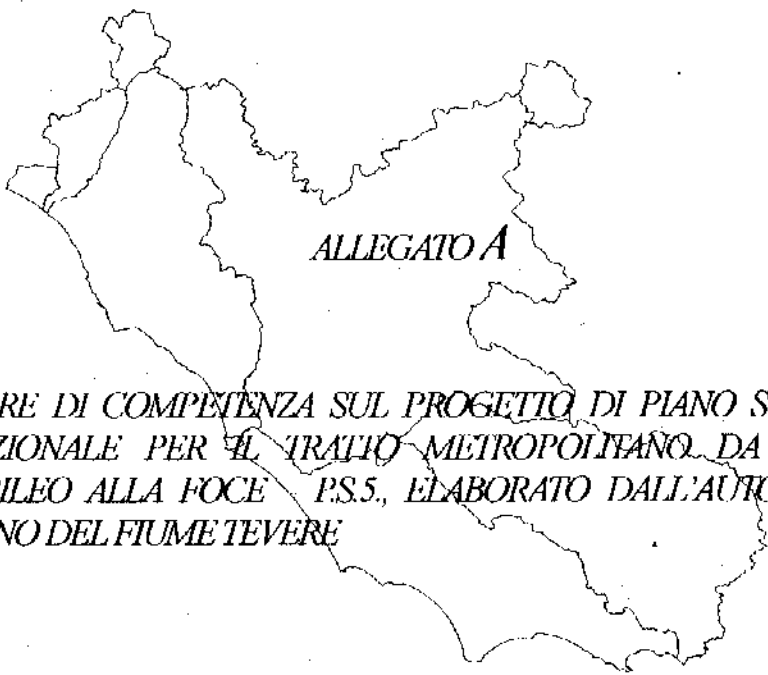 ALLEGATO A
RE DI COMPETENZA SUL PROGETTO DI PIANO S
ZIONALE PER IL TRATTO METROPOLITANO DA
ILEO ALLA FOCE P.S.5., ELABORATO DALL'AUTO
NO DEL FIUME TEVERE